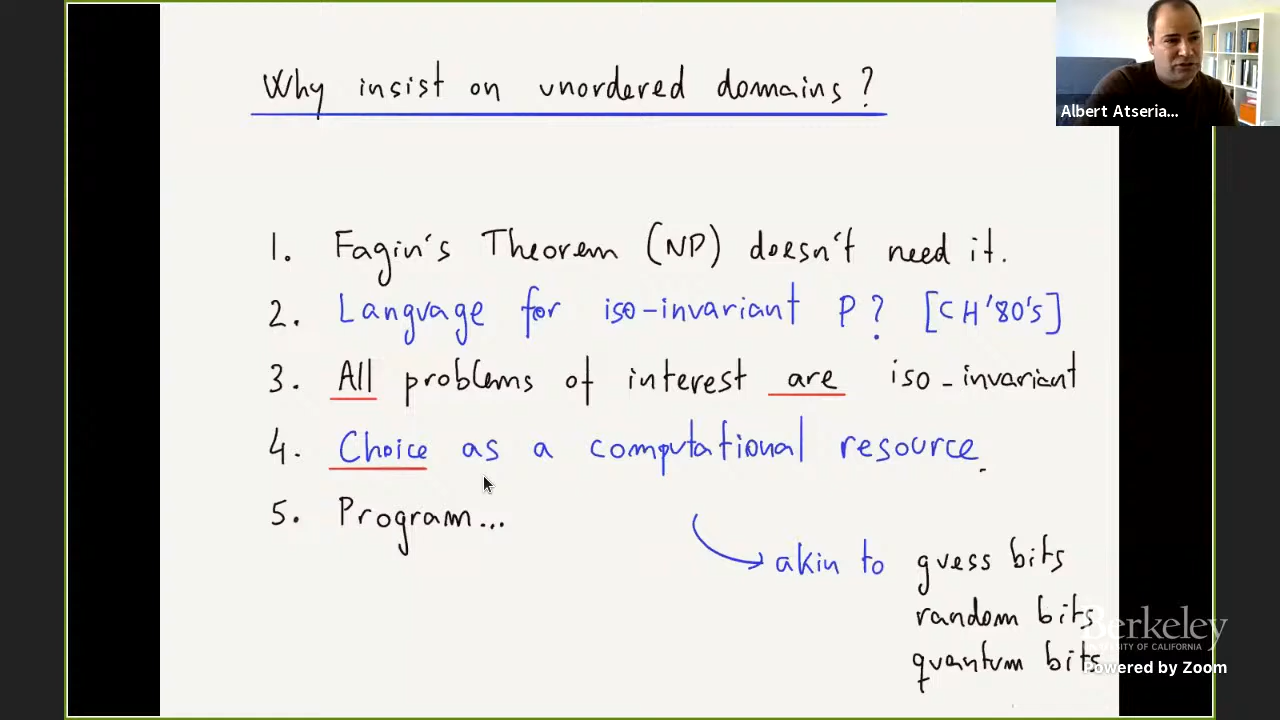 Why insist on unordered domains?
Albert Atseria...
1. Fagin's Theorem (NP) doesn't need it.
2. Language for iso-invariant P? [CH'80's]
3. All problems of interest are iso-invariant
4. Choice as a computational resource.
5. Program...
akin to guess bits
random bits
quantum bits
Berkeley
UNIVERSITY OF CALIFORNIA
Powered by Zoom